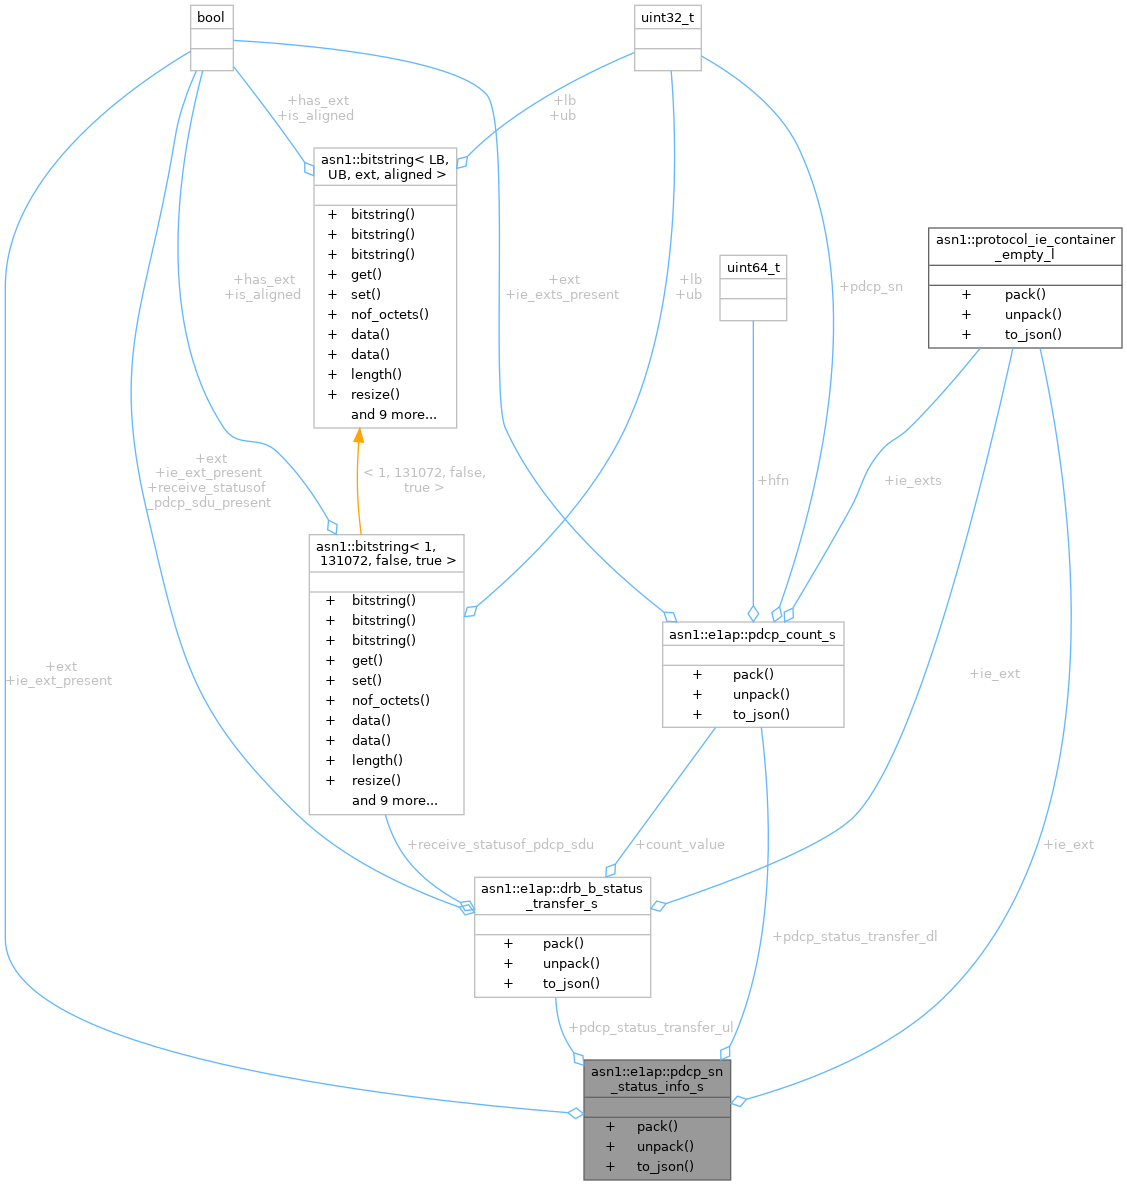 bool
uint32_t
+has_ext
+is_aligned
+lb
+ub
asn1::bitstring< LB,
UB, ext, aligned >
+ bitstring()
+ bitstring()
+ bitstring()
+ get()
+ set()
+ nof_octets()
+ data()
+ data()
+ length()
+ resize()
and 9 more...
asn1::protocol_ie_container
_empty_l
+ pack()
+ unpack()
+ to_json()
uint64_t
+has_ext
+is_aligned
+ext
+ie_exts_present
+lb
+ub
+pdcp_sn
+ext
+ie_ext_present
+receive_statusof
_pdcp_sdu_present
< 1, 131072, false,
true >
+hfn
+ie_exts
asn1::bitstring< 1,
131072, false, true >
+ bitstring()
+ bitstring()
+ bitstring()
+ get()
+ set()
+ nof_octets()
+ data()
+ data()
+ length()
+ resize()
and 9 more...
asn1::e1ap::pdcp_count_s
+ pack()
+ unpack()
+ to_json()
+ext
+ie_ext_present
+ie_ext
+receive_statusof_pdcp_sdu
+count_value
+ie_ext
asn1::e1ap::drb_b_status
_transfer_s
+ pack()
+ unpack()
+ to_json()
+pdcp_status_transfer_dl
+pdcp_status_transfer_ul
asn1::e1ap::pdcp_sn
_status_info_s
+ pack()
+ unpack()
+ to_json()